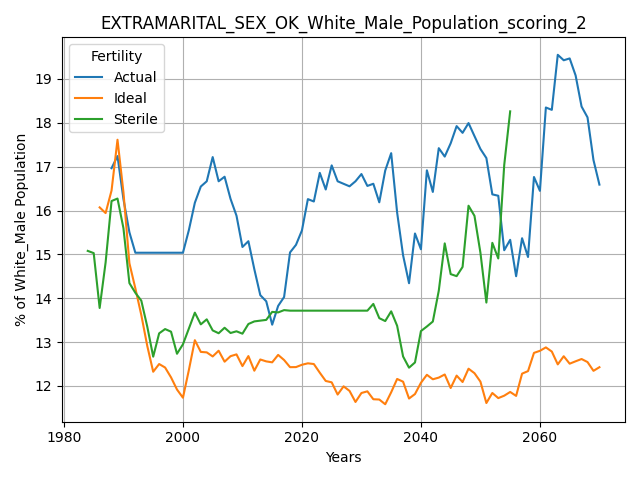 EXTRAMARITAL_SEX_OK_White_Male_Population_scoring_2
Fertility
Actual
Ideal
Sterile
% of White_Male Population
19
18
17
16
15
14
13
12
1980
2000
2020
2040
2060
Years